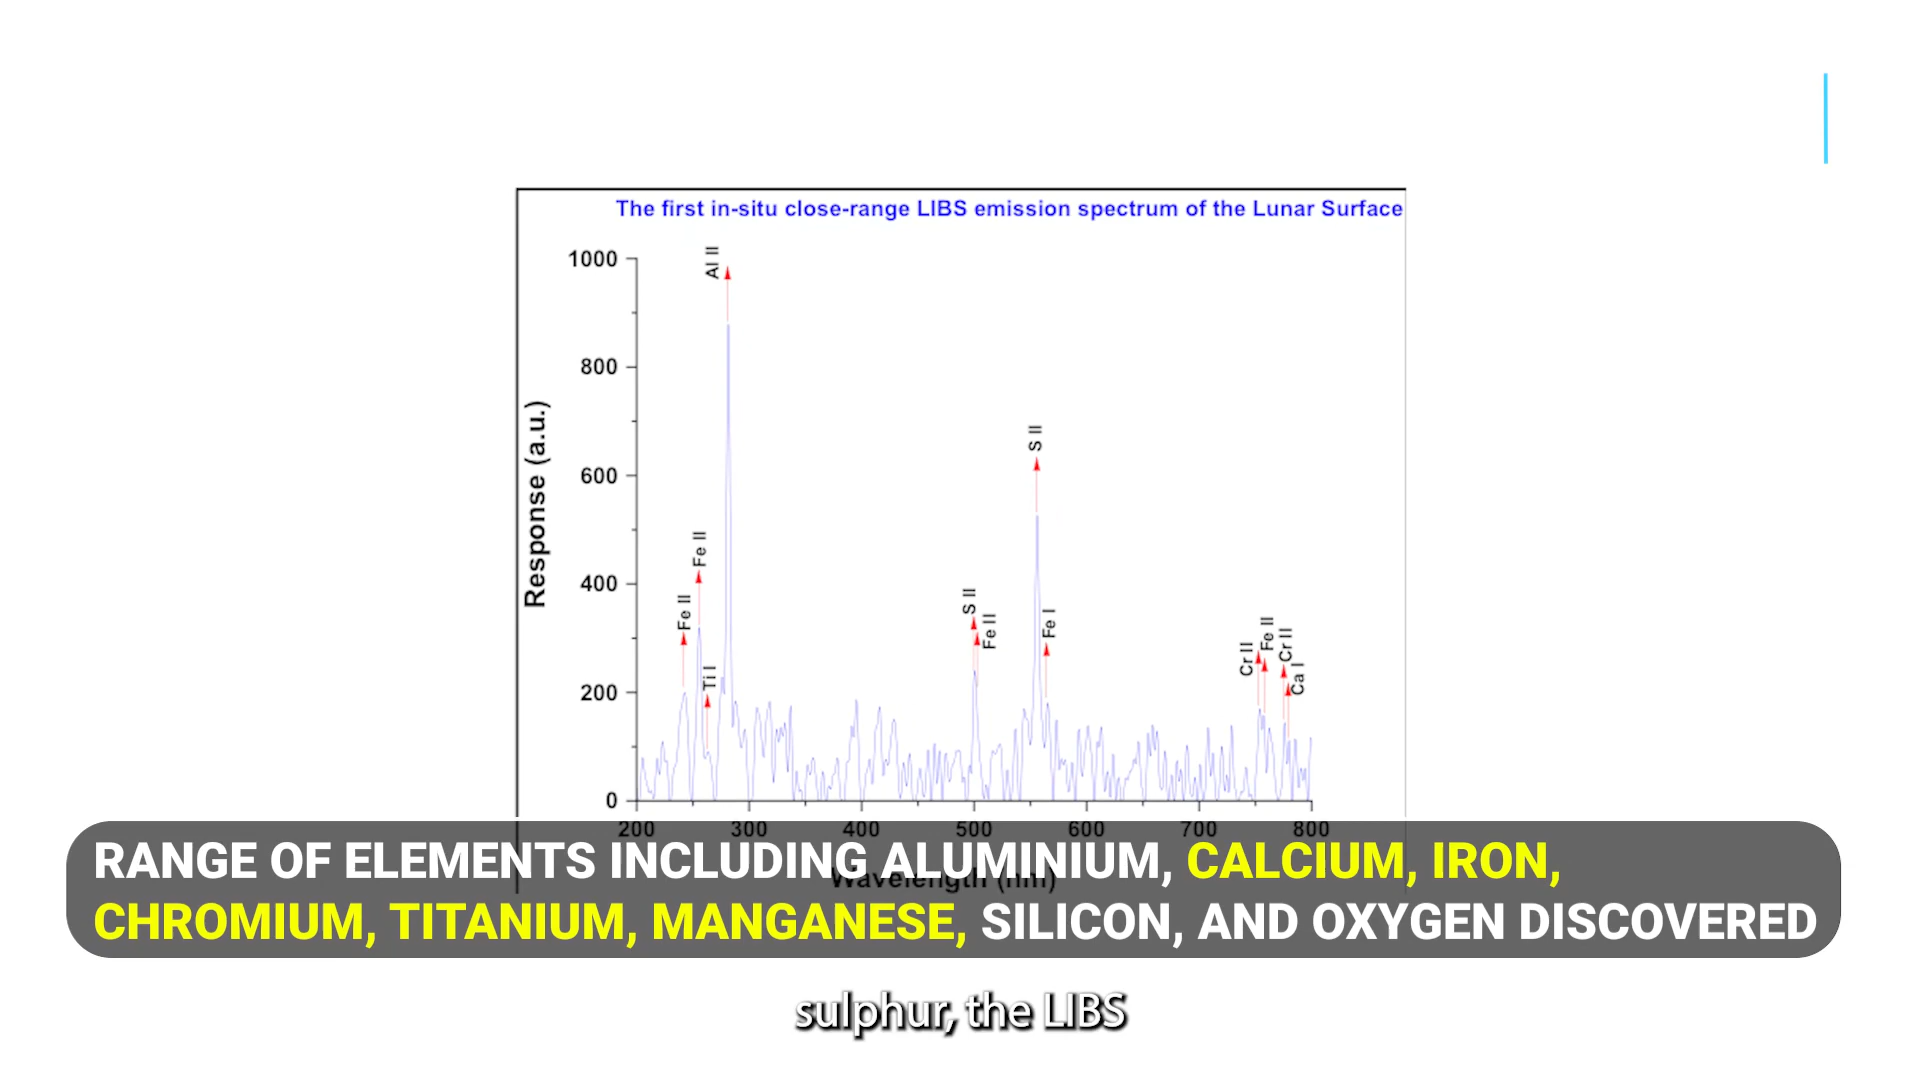 The first in-situ close-range LIBS emission spectrum of the Lunar Surface
Response (a.u.)
1000
800
600
400
200
0
Fe II
Fe II
Ti I
Al II
S II
Fe II
S II
Fe I
Cr II
Fe II
Cr II
Ca I
200 300 400 500 600 700 800
Wavelength (nm)
RANGE OF ELEMENTS INCLUDING ALUMINIUM, CALCIUM, IRON,
CHROMIUM, TITANIUM, MANGANESE, SILICON, AND OXYGEN DISCOVERED
sulphur, the LIBS